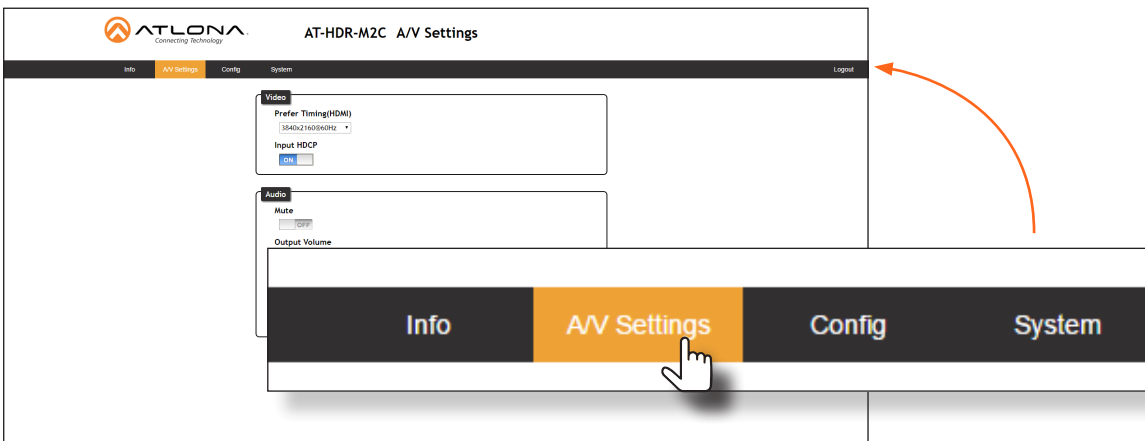 ATLONA.
Connecting Technology
AT-HDR-M2C A/V Settings
Info A/V Settings Config System Logout
Video
Prefer Timing(HDMI)
3840x2160@60Hz
Input HDCP
ON
Audio
Mute
OFF
Output Volume
Info A/V Settings Config System